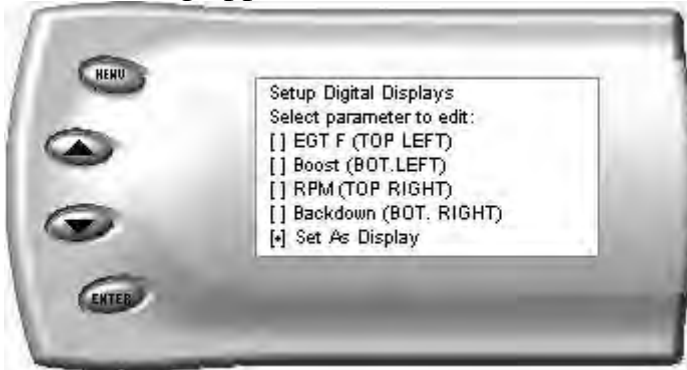 MENU
Setup Digital Displays
Select parameter to edit:
[ ] EGT F (TOP LEFT)
[ ] Boost (BOT.LEFT)
[ ] RPM (TOP RIGHT)
[ ] Backdown (BOT. RIGHT)
[•] Set As Display
ENTER